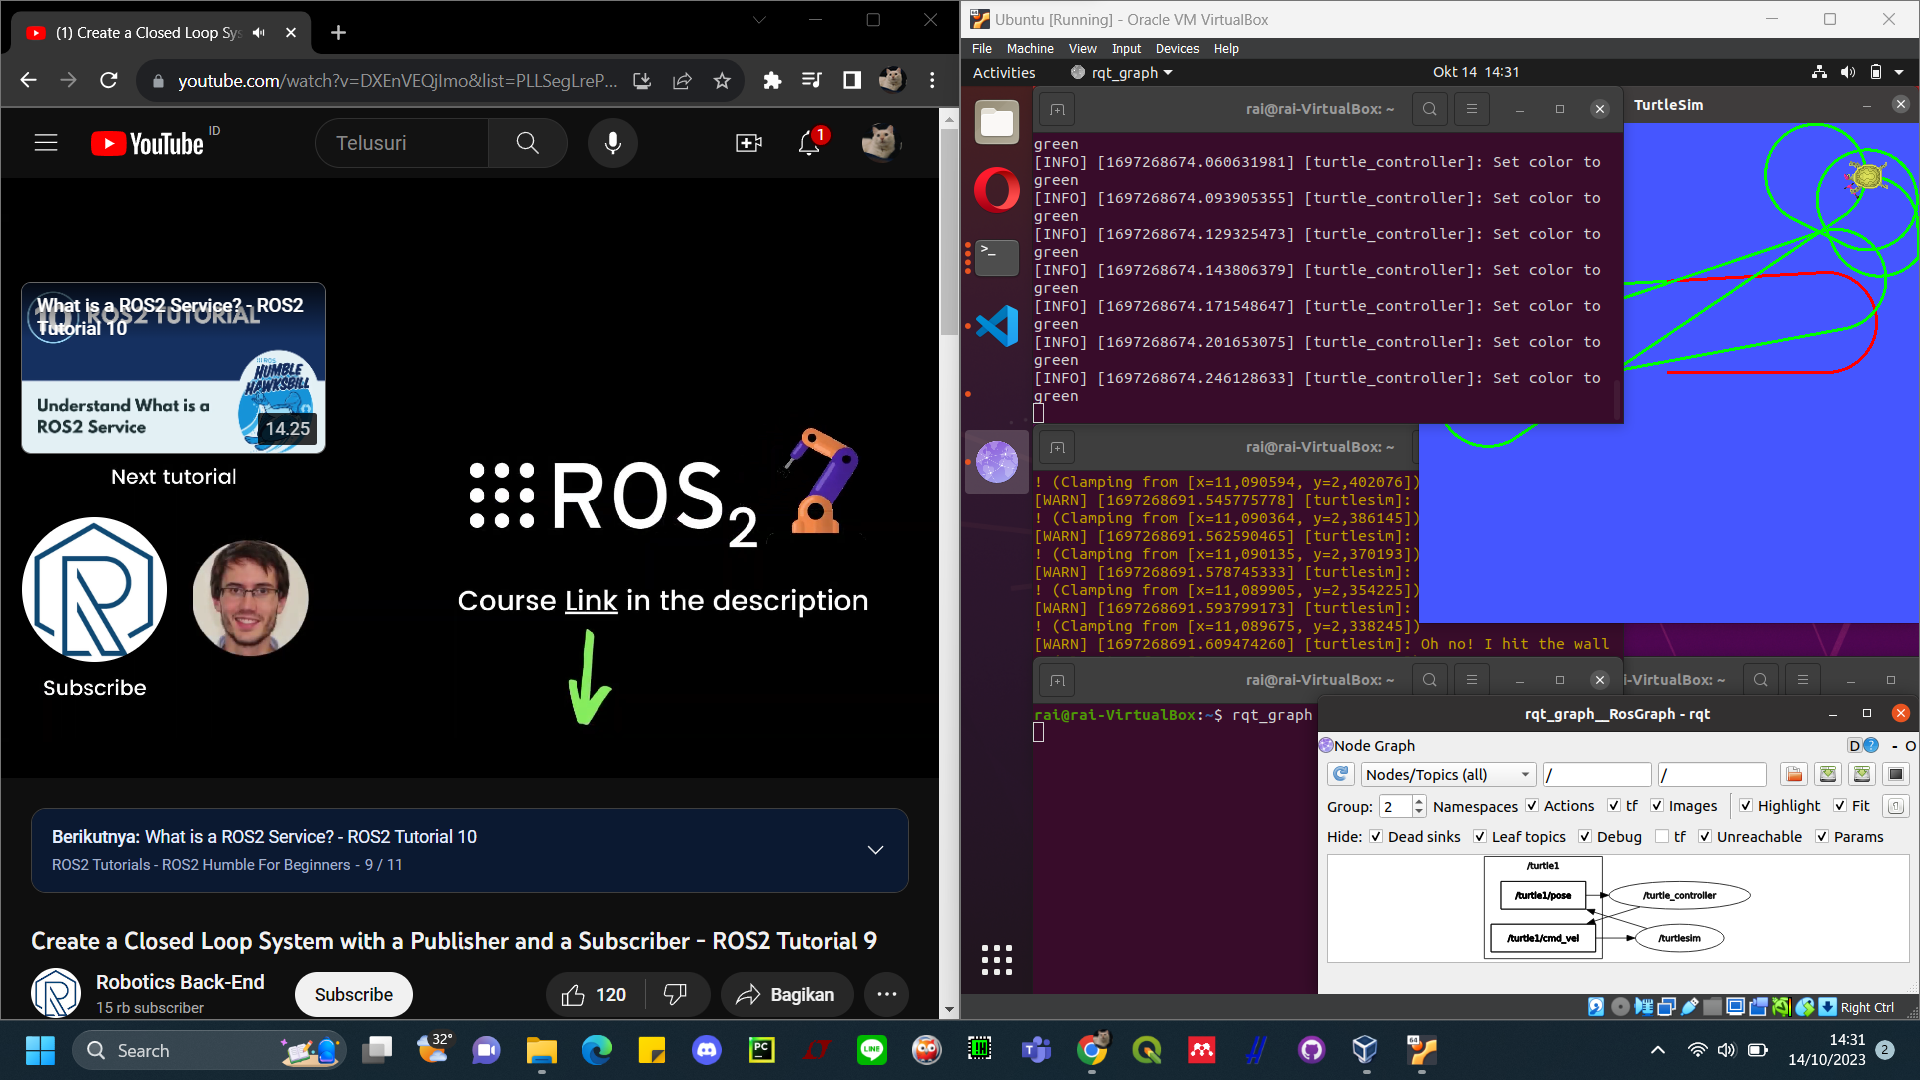 (1) Create a Closed Loop Sys
youtube.com/watch?v=DXEnVEQjImo&list=PLLSegLreP...
YouTube ID
Telusuri
1
What is a ROS2 Service? - ROS2
Tutorial 10
Understand What is a
ROS2 Service
HUMBLE
HAWKSBILL
14.25
Next tutorial
Subscribe
ROS2
Course Link in the description
Berikutnya: What is a ROS2 Service? - ROS2 Tutorial 10
ROS2 Tutorials - ROS2 Humble For Beginners - 9 / 11
Create a Closed Loop System with a Publisher and a Subscriber - ROS2 Tutorial 9
Robotics Back-End
15 rb subscriber
Subscribe
120
Bagikan
Ubuntu [Running] - Oracle VM VirtualBox
File Machine View Input Devices Help
Activities rqt_graph Okt 14 14:31
rai@rai-VirtualBox: ~
green
[INFO] [1697268674.060631981] [turtle_controller]: Set color to
green
[INFO] [1697268674.093905355] [turtle_controller]: Set color to
green
[INFO] [1697268674.129325473] [turtle_controller]: Set color to
green
[INFO] [1697268674.143806379] [turtle_controller]: Set color to
green
[INFO] [1697268674.171548647] [turtle_controller]: Set color to
green
[INFO] [1697268674.201653075] [turtle_controller]: Set color to
green
[INFO] [1697268674.246128633] [turtle_controller]: Set color to
green
TurtleSim
rai@rai-VirtualBox: ~
! (Clamping from [x=11,090594, y=2,402076])
[WARN] [1697268691.545775778] [turtlesim]:
! (Clamping from [x=11,090364, y=2,386145])
[WARN] [1697268691.562590465] [turtlesim]:
! (Clamping from [x=11,090135, y=2,370193])
[WARN] [1697268691.578745333] [turtlesim]:
! (Clamping from [x=11,089905, y=2,354225])
[WARN] [1697268691.593799173] [turtlesim]:
! (Clamping from [x=11,089675, y=2,338245])
[WARN] [1697268691.609474260] [turtlesim]: Oh no! I hit the wall
rai@rai-VirtualBox: ~
i-VirtualBox: ~
rai@rai-VirtualBox:~$ rqt_graph
rqt_graph__RosGraph - rqt
Node Graph D ? - O
Nodes/Topics (all) / /
Group: 2 Namespaces Actions tf Images Highlight Fit
Hide: Dead sinks Leaf topics Debug tf Unreachable Params
/turtle1
/turtle1/pose /turtle_controller
/turtle1/cmd_vel /turtlesim
Right Ctrl
Search
32°
PC
LINE
64
14:31
14/10/2023
2